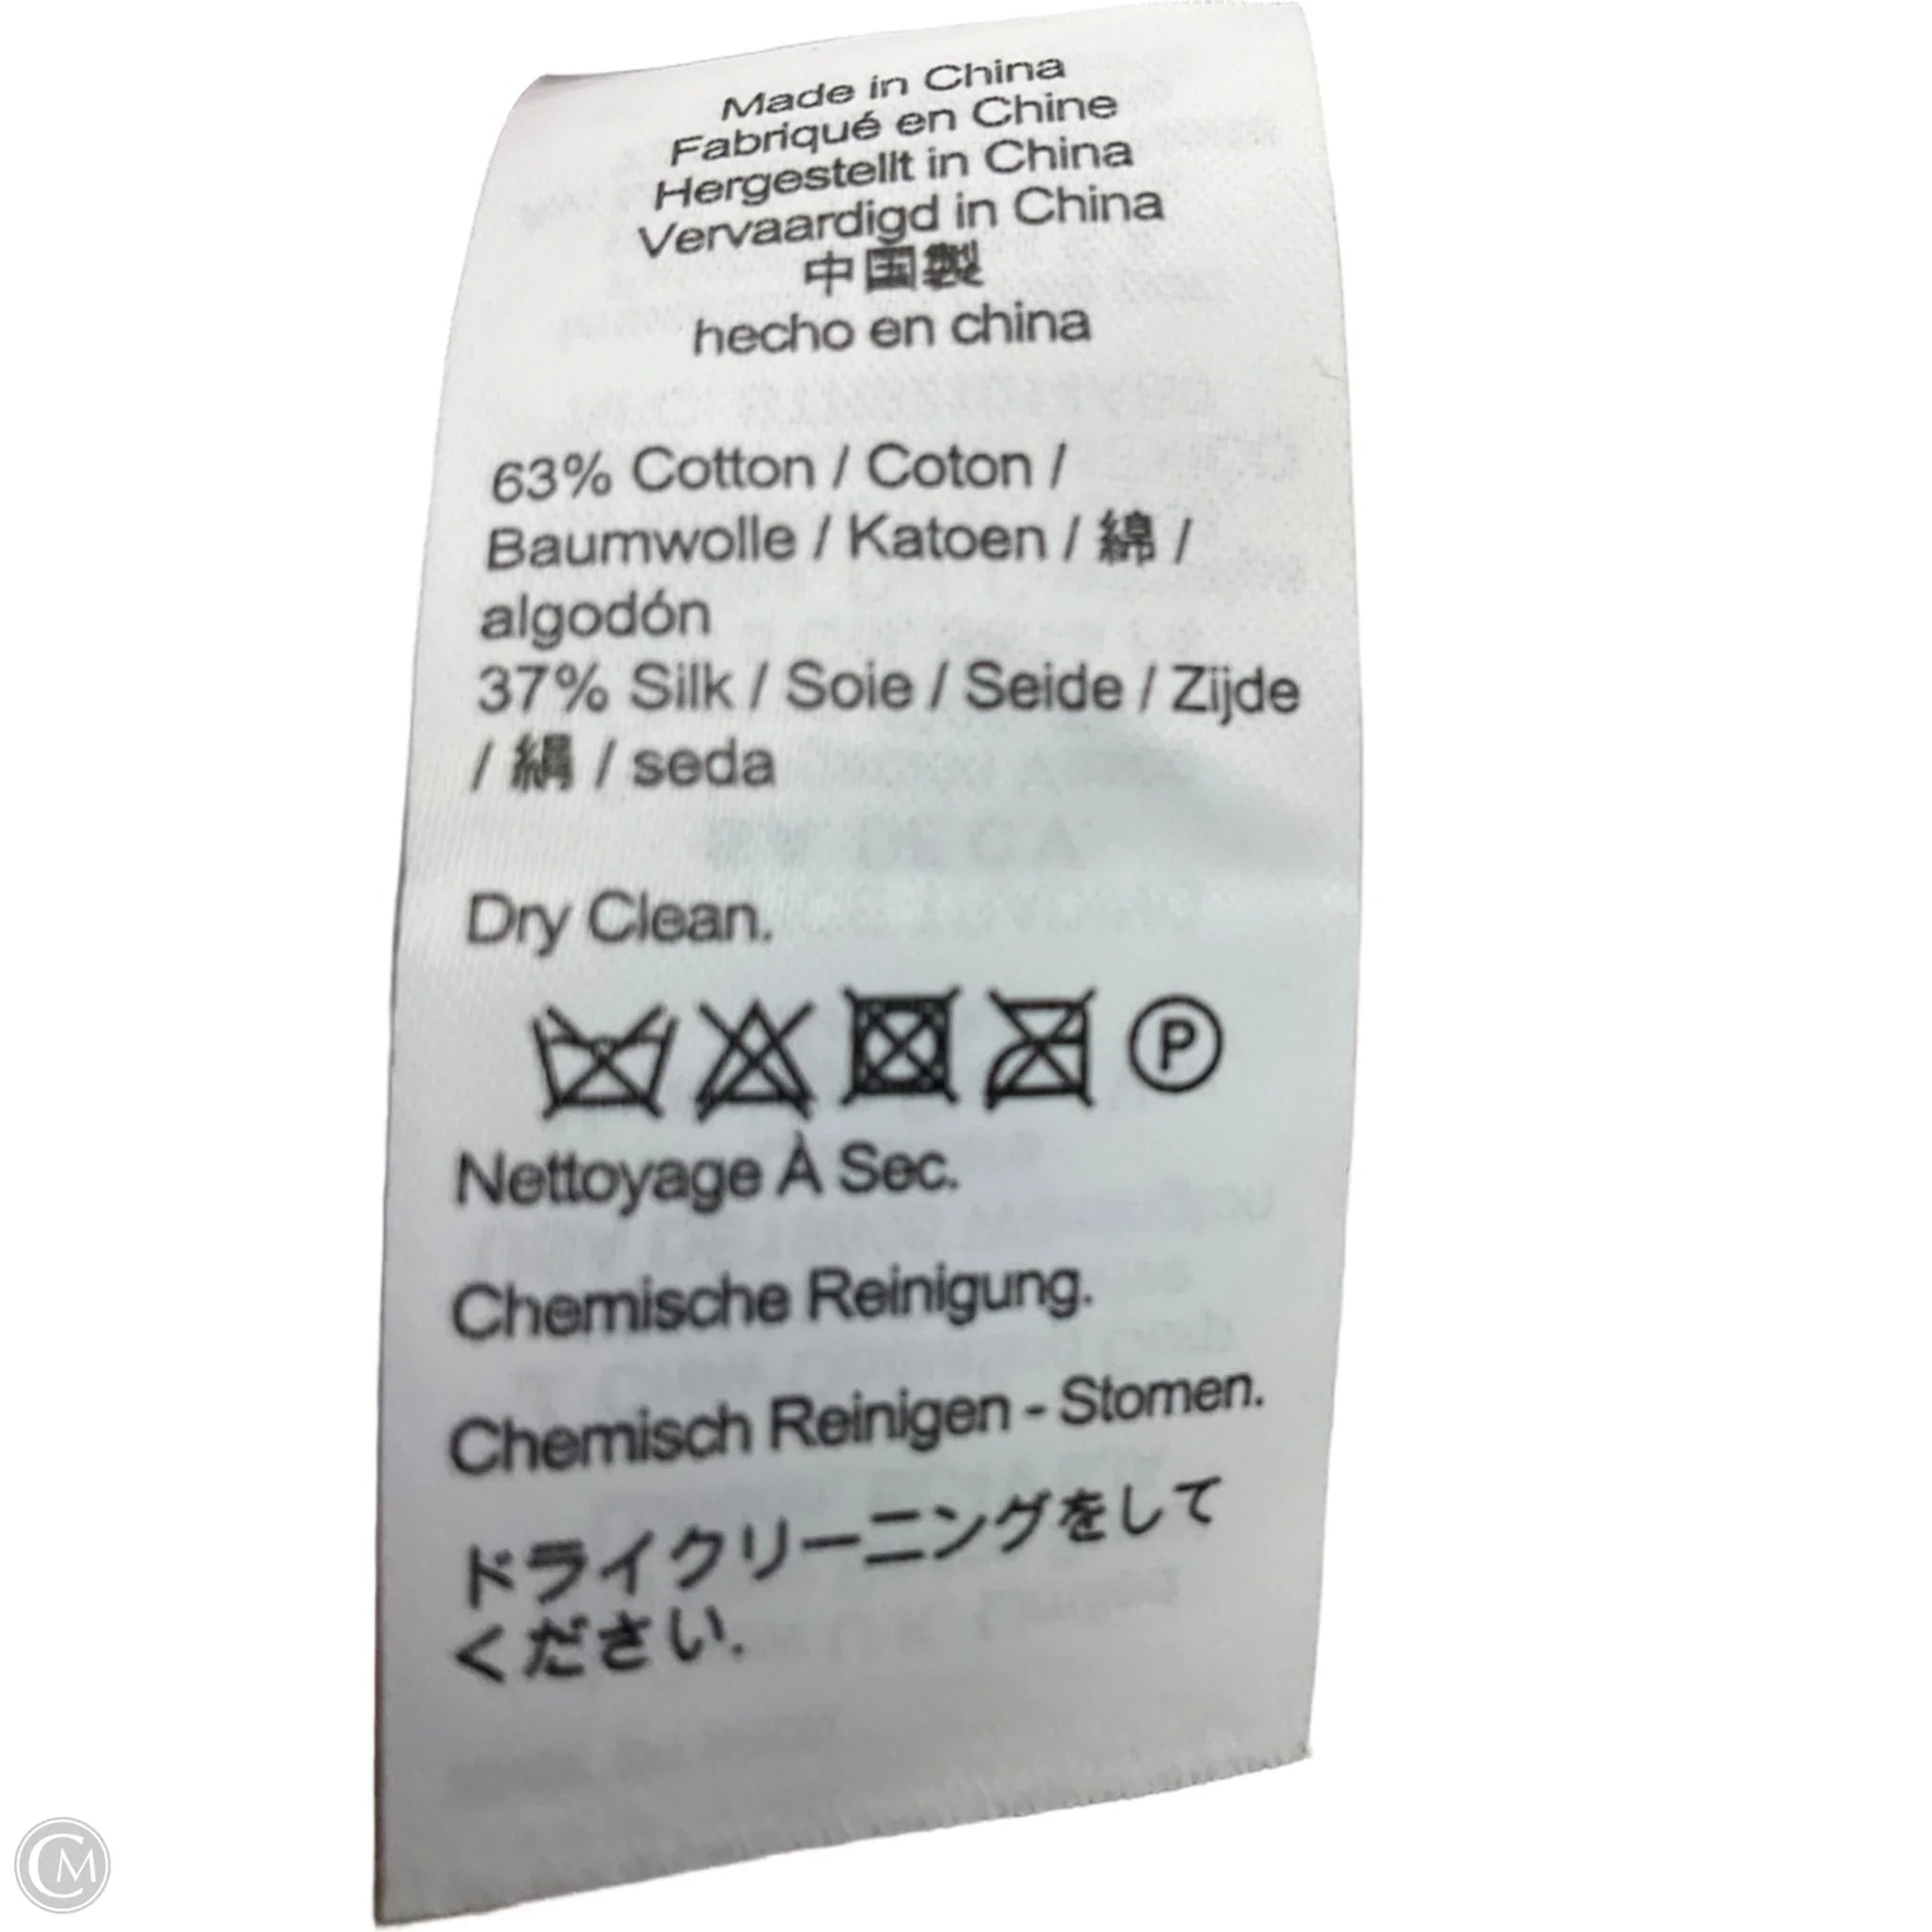 Made in China
Fabriqué en Chine
Hergestellt in China
Vervaardigd in China
中国製
hecho en china
63% Cotton / Coton /
Baumwolle / Katoen / 綿 /
algodón
37% Silk / Soie / Seide / Zijde
/ 絹 / seda
Dry Clean.
P
Nettoyage À Sec.
Chemische Reinigung.
Chemisch Reinigen - Stomen.
ドライクリーニングをして
ください.
CM